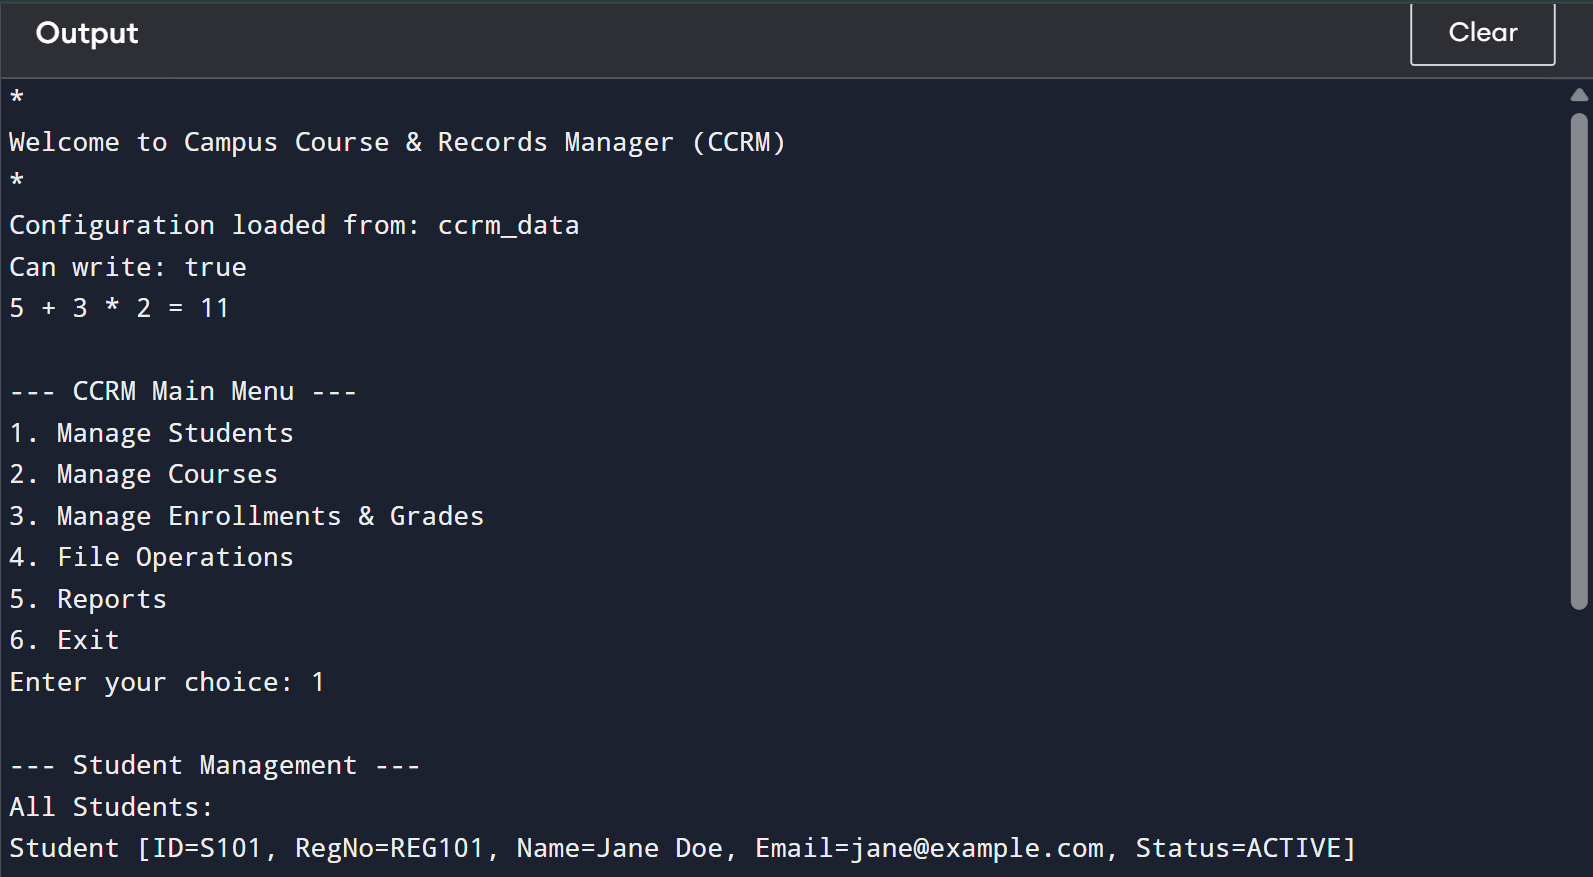 Output
Clear
*
Welcome to Campus Course & Records Manager (CCRM)
*
Configuration loaded from: ccrm_data
Can write: true
5 + 3 * 2 = 11
--- CCRM Main Menu ---
1. Manage Students
2. Manage Courses
3. Manage Enrollments & Grades
4. File Operations
5. Reports
6. Exit
Enter your choice: 1
--- Student Management ---
All Students:
Student [ID=S101, RegNo=REG101, Name=Jane Doe, Email=jane@example.com, Status=ACTIVE]